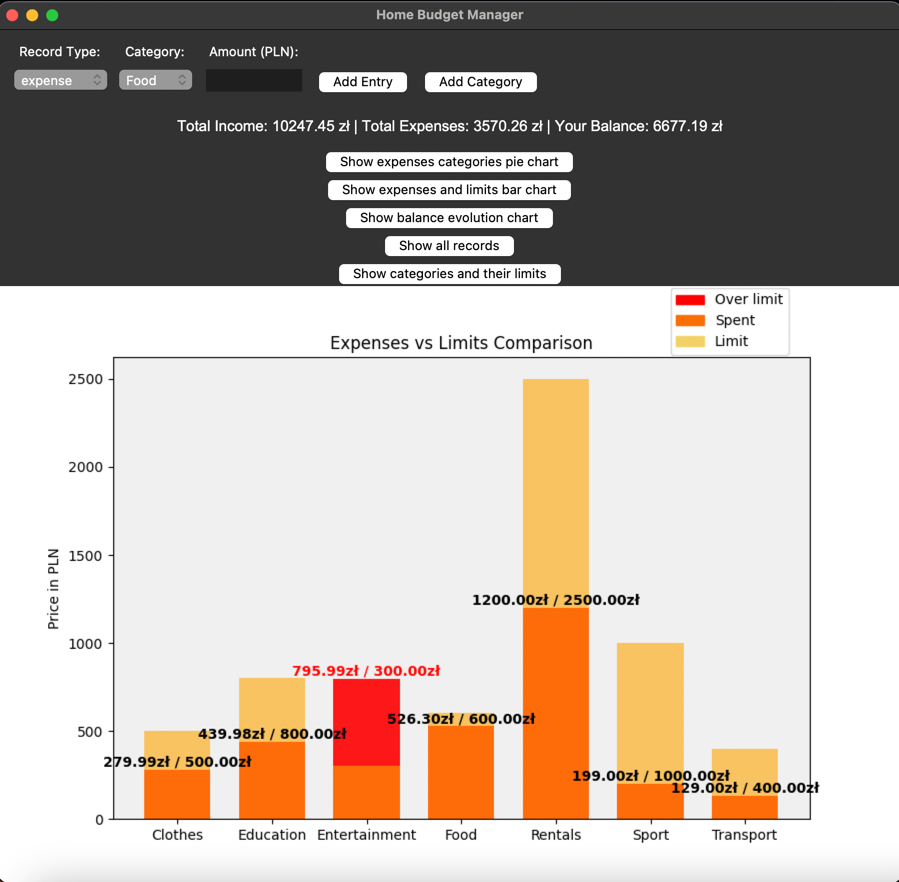 Home Budget Manager
Record Type: Category: Amount (PLN):
expense Food Add Entry Add Category
Total Income: 10247.45 zł | Total Expenses: 3570.26 zł | Your Balance: 6677.19 zł
Show expenses categories pie chart
Show expenses and limits bar chart
Show balance evolution chart
Show all records
Show categories and their limits
Over limit
Spent
Limit
Expenses vs Limits Comparison
Price in PLN
2500
2000
1500
1000
500
0
279.99zł / 500.00zł
439.98zł / 800.00zł
795.99zł / 300.00zł
526.30zł / 600.00zł
1200.00zł / 2500.00zł
199.00zł / 1000.00zł
129.00zł / 400.00zł
Clothes Education Entertainment Food Rentals Sport Transport